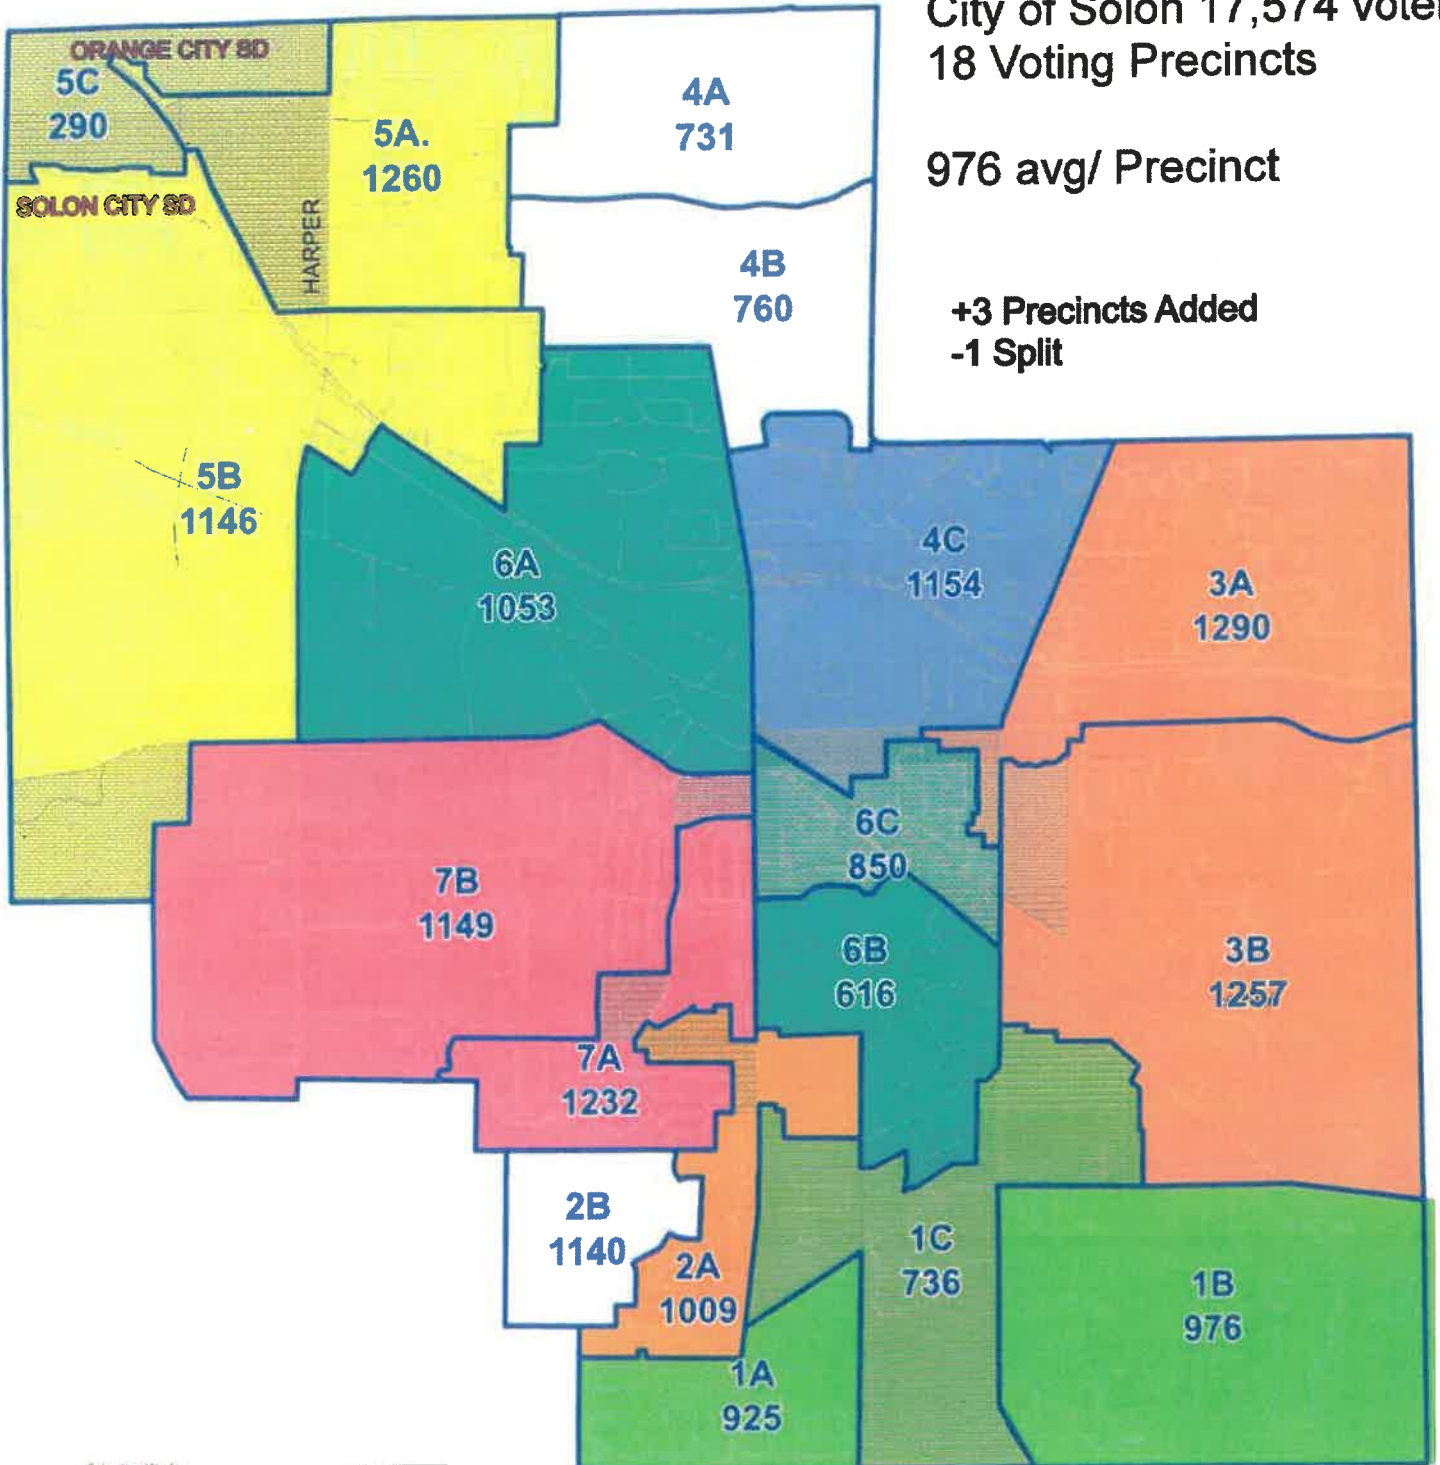 City of Solon 17,574 Voter
18 Voting Precincts
976 avg/ Precinct
+3 Precincts Added
-1 Split
ORANGE CITY SD
5C
290
SOLON CITY SD
HARPER
5A.
1260
4A
731
4B
760
5B
1146
6A
1053
4C
1154
3A
1290
6C
850
7B
1149
6B
616
3B
1257
7A
1232
2B
1140
2A
1009
1C
736
1B
976
1A
925